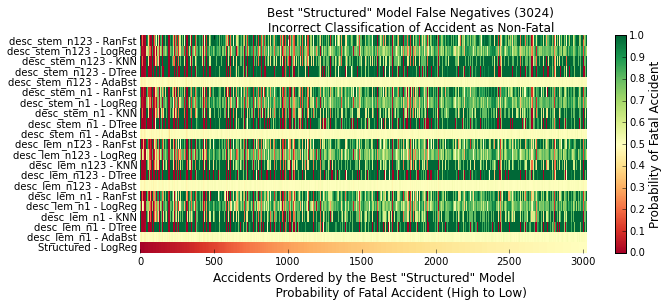 Best "Structured" Model False Negatives (3024)
Incorrect Classification of Accident as Non-Fatal
desc_stem_n123 - RanFst
desc_stem_n123 - LogReg
desc_stem_n123 - KNN
desc_stem_n123 - DTree
desc_stem_n123 - AdaBst
desc_stem_n1 - RanFst
desc_stem_n1 - LogReg
desc_stem_n1 - KNN
desc_stem_n1 - DTree
desc_stem_n1 - AdaBst
desc_lem_n123 - RanFst
desc_lem_n123 - LogReg
desc_lem_n123 - KNN
desc_lem_n123 - DTree
desc_lem_n123 - AdaBst
desc_lem_n1 - RanFst
desc_lem_n1 - LogReg
desc_lem_n1 - KNN
desc_lem_n1 - DTree
desc_lem_n1 - AdaBst
Structured - LogReg
0 500 1000 1500 2000 2500 3000
Accidents Ordered by the Best "Structured" Model
Probability of Fatal Accident (High to Low)
1.0
0.9
0.8
0.7
0.6
0.5
0.4
0.3
0.2
0.1
0.0
Probability of Fatal Accident